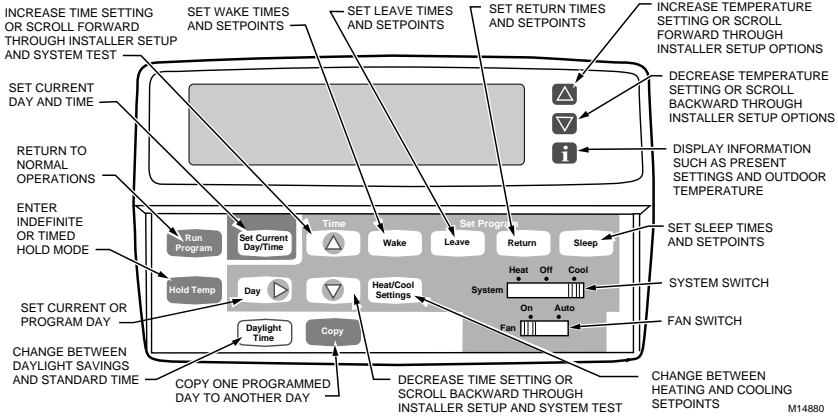 INCREASE TIME SETTING
OR SCROLL FORWARD
THROUGH INSTALLER SETUP
AND SYSTEM TEST
SET WAKE TIMES
AND SETPOINTS
SET LEAVE TIMES
AND SETPOINTS
SET RETURN TIMES
AND SETPOINTS
INCREASE TEMPERATURE
SETTING OR SCROLL
FORWARD THROUGH
INSTALLER SETUP OPTIONS
SET CURRENT
DAY AND TIME
DECREASE TEMPERATURE
SETTING OR SCROLL
BACKWARD THROUGH
INSTALLER SETUP OPTIONS
i
DISPLAY INFORMATION
SUCH AS PRESENT
SETTINGS AND OUTDOOR
TEMPERATURE
RETURN TO
NORMAL
OPERATIONS
ENTER
INDEFINITE
OR TIMED
HOLD MODE
Time
Set Program
Run
Program
Set Current
Day/Time
Wake
Leave
Return
Sleep
SET SLEEP TIMES
AND SETPOINTS
Hold Temp
Day
Heat/Cool
Settings
Heat Off Cool
System
SYSTEM SWITCH
On Auto
Fan
FAN SWITCH
SET CURRENT OR
PROGRAM DAY
Daylight
Time
Copy
CHANGE BETWEEN
DAYLIGHT SAVINGS
AND STANDARD TIME
COPY ONE PROGRAMMED
DAY TO ANOTHER DAY
DECREASE TIME SETTING OR
SCROLL BACKWARD THROUGH
INSTALLER SETUP AND SYSTEM TEST
CHANGE BETWEEN
HEATING AND COOLING
SETPOINTS
M14880